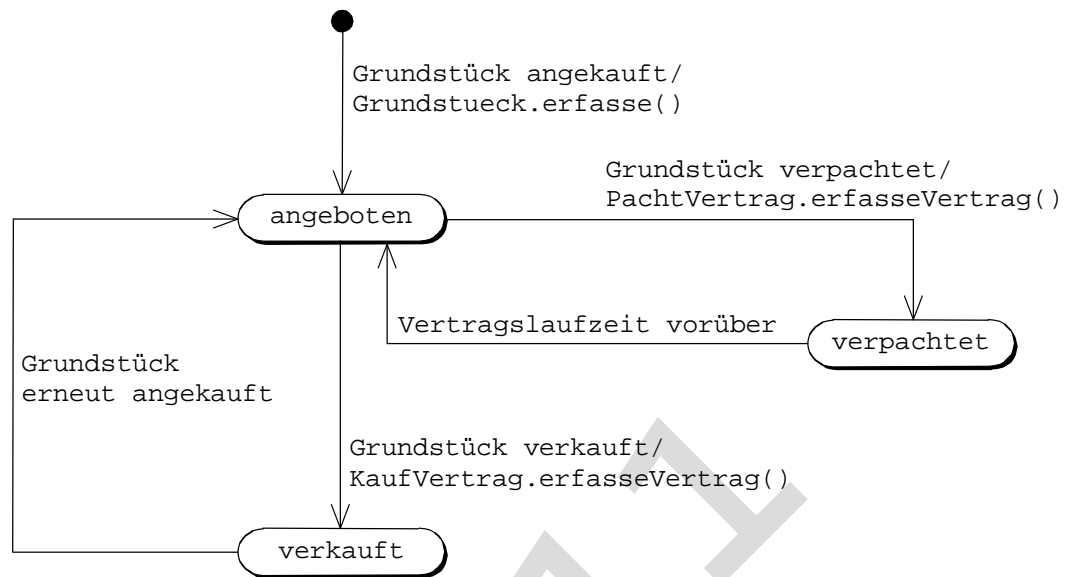 Grundstück angekauft/
Grundstueck.erfasse()
Grundstück verpachtet/
PachtVertrag.erfasseVertrag()
angeboten
Vertragslaufzeit vorüber
verpachtet
Grundstück
erneut angekauft
Grundstück verkauft/
KaufVertrag.erfasseVertrag()
verkauft